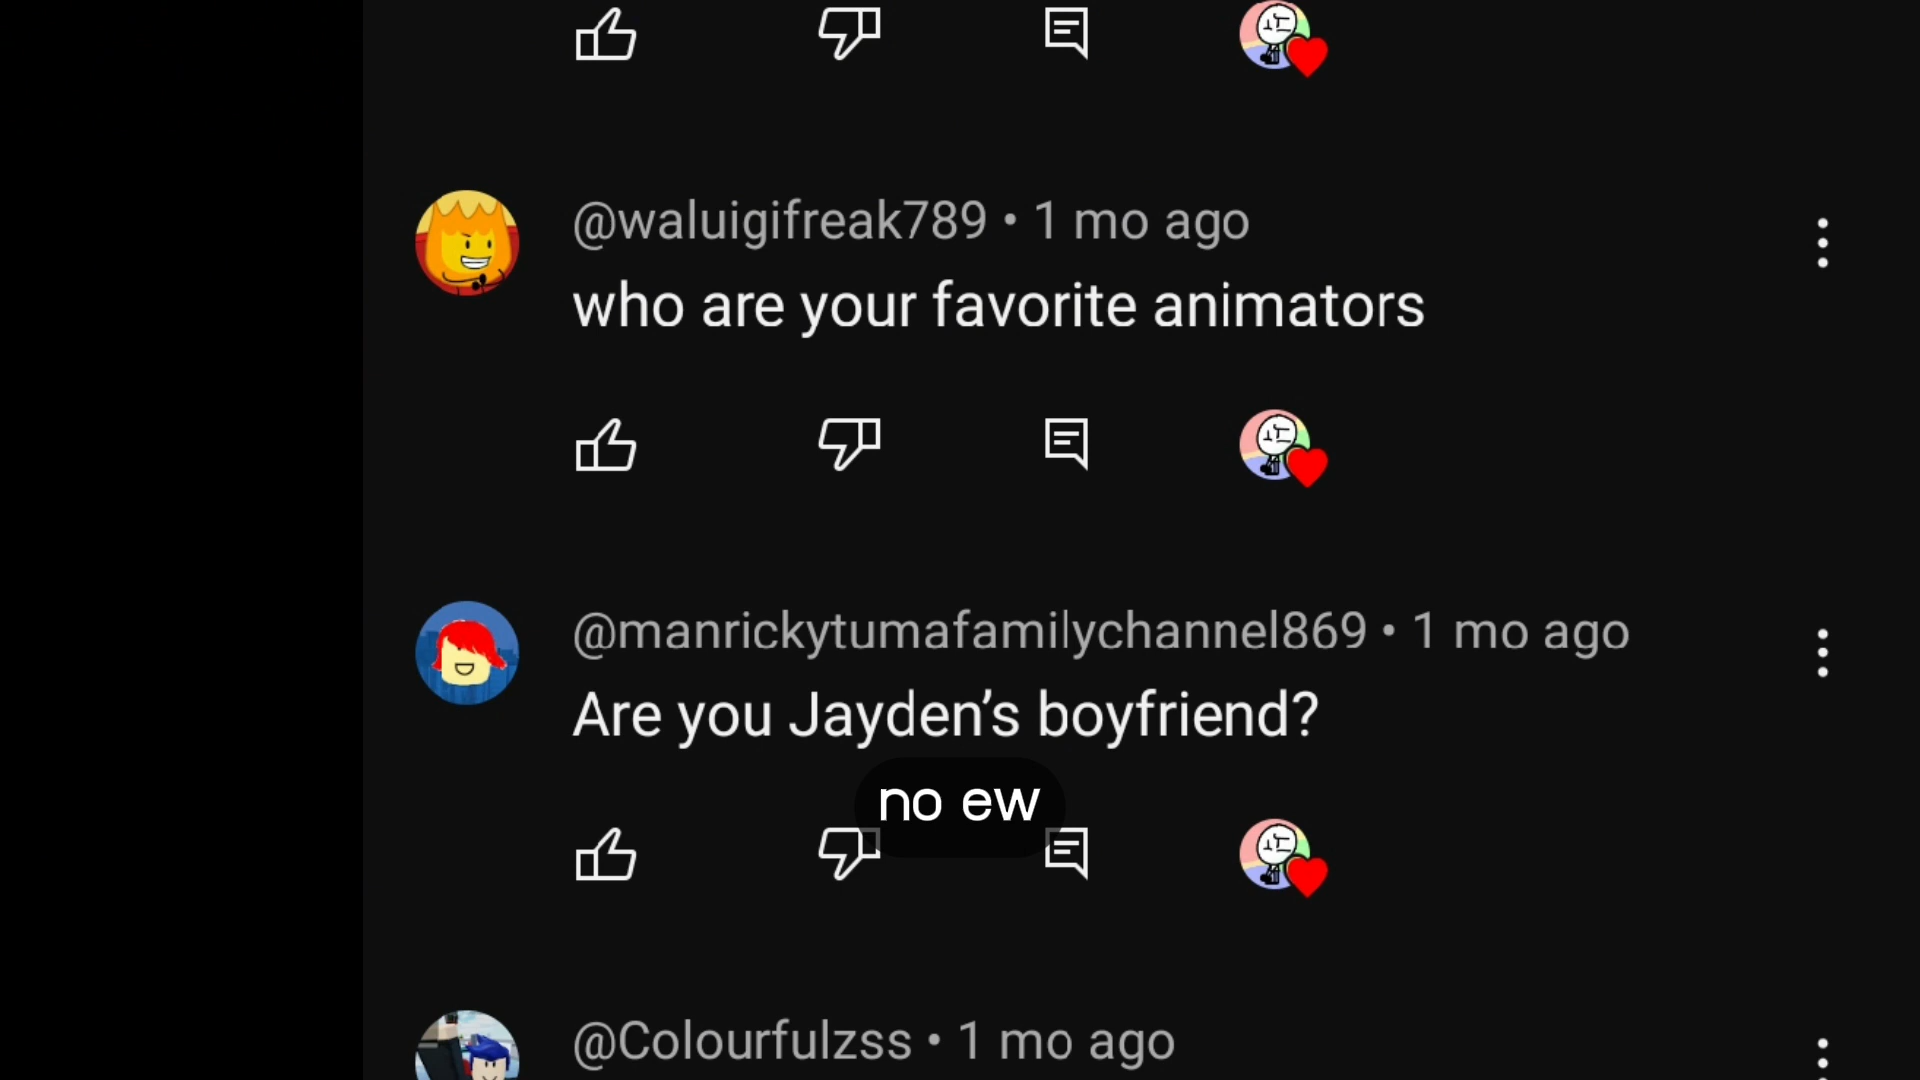 @waluigifreak789 • 1 mo ago
who are your favorite animators
@manrickytumafamilychannel869 • 1 mo ago
Are you Jayden’s boyfriend?
no ew
@Colourfulzss • 1 mo ago